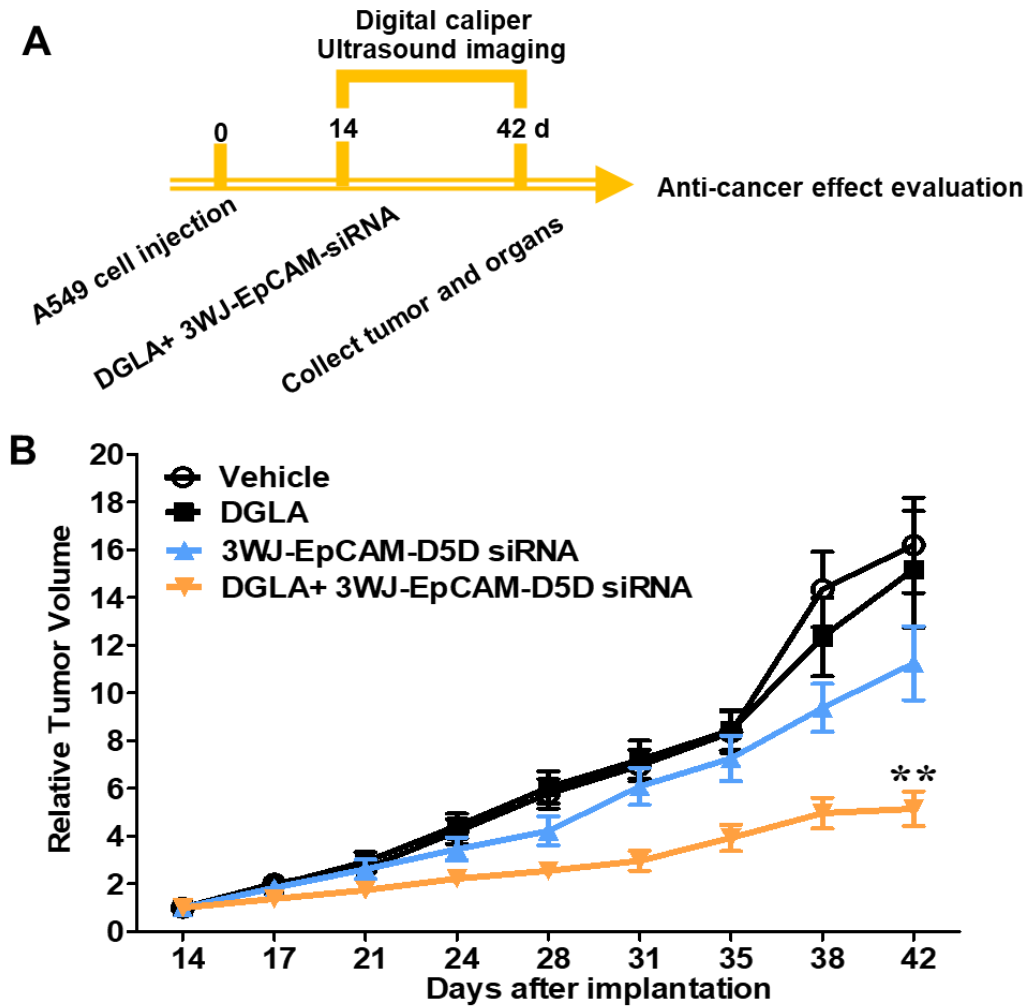 A
Digital caliper
Ultrasound imaging
0
14
42 d
Anti-cancer effect evaluation
A549 cell injection
DGLA+ 3WJ-EpCAM-siRNA
Collect tumor and organs
B
Relative Tumor Volume
20
18
16
14
12
10
8
6
4
2
0
Vehicle
DGLA
3WJ-EpCAM-D5D siRNA
DGLA+ 3WJ-EpCAM-D5D siRNA
**
14 17 21 24 28 31 35 38 42
Days after implantation